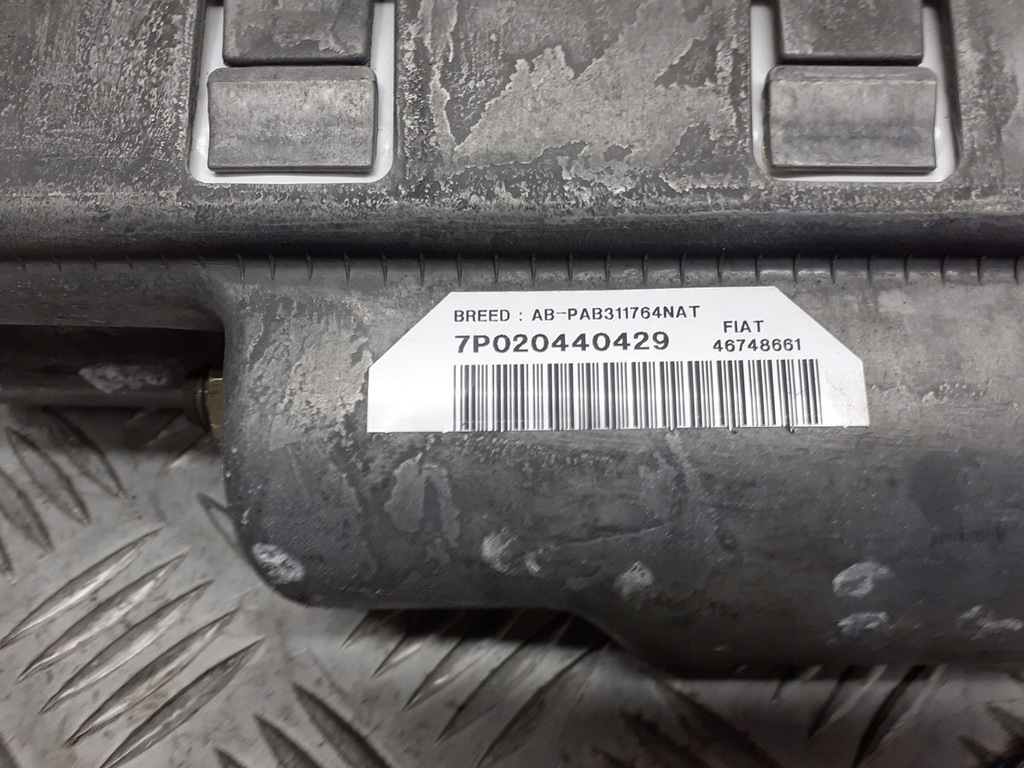 BREED : AB-PAB311764NAT
7P020440429
FIAT
46748661